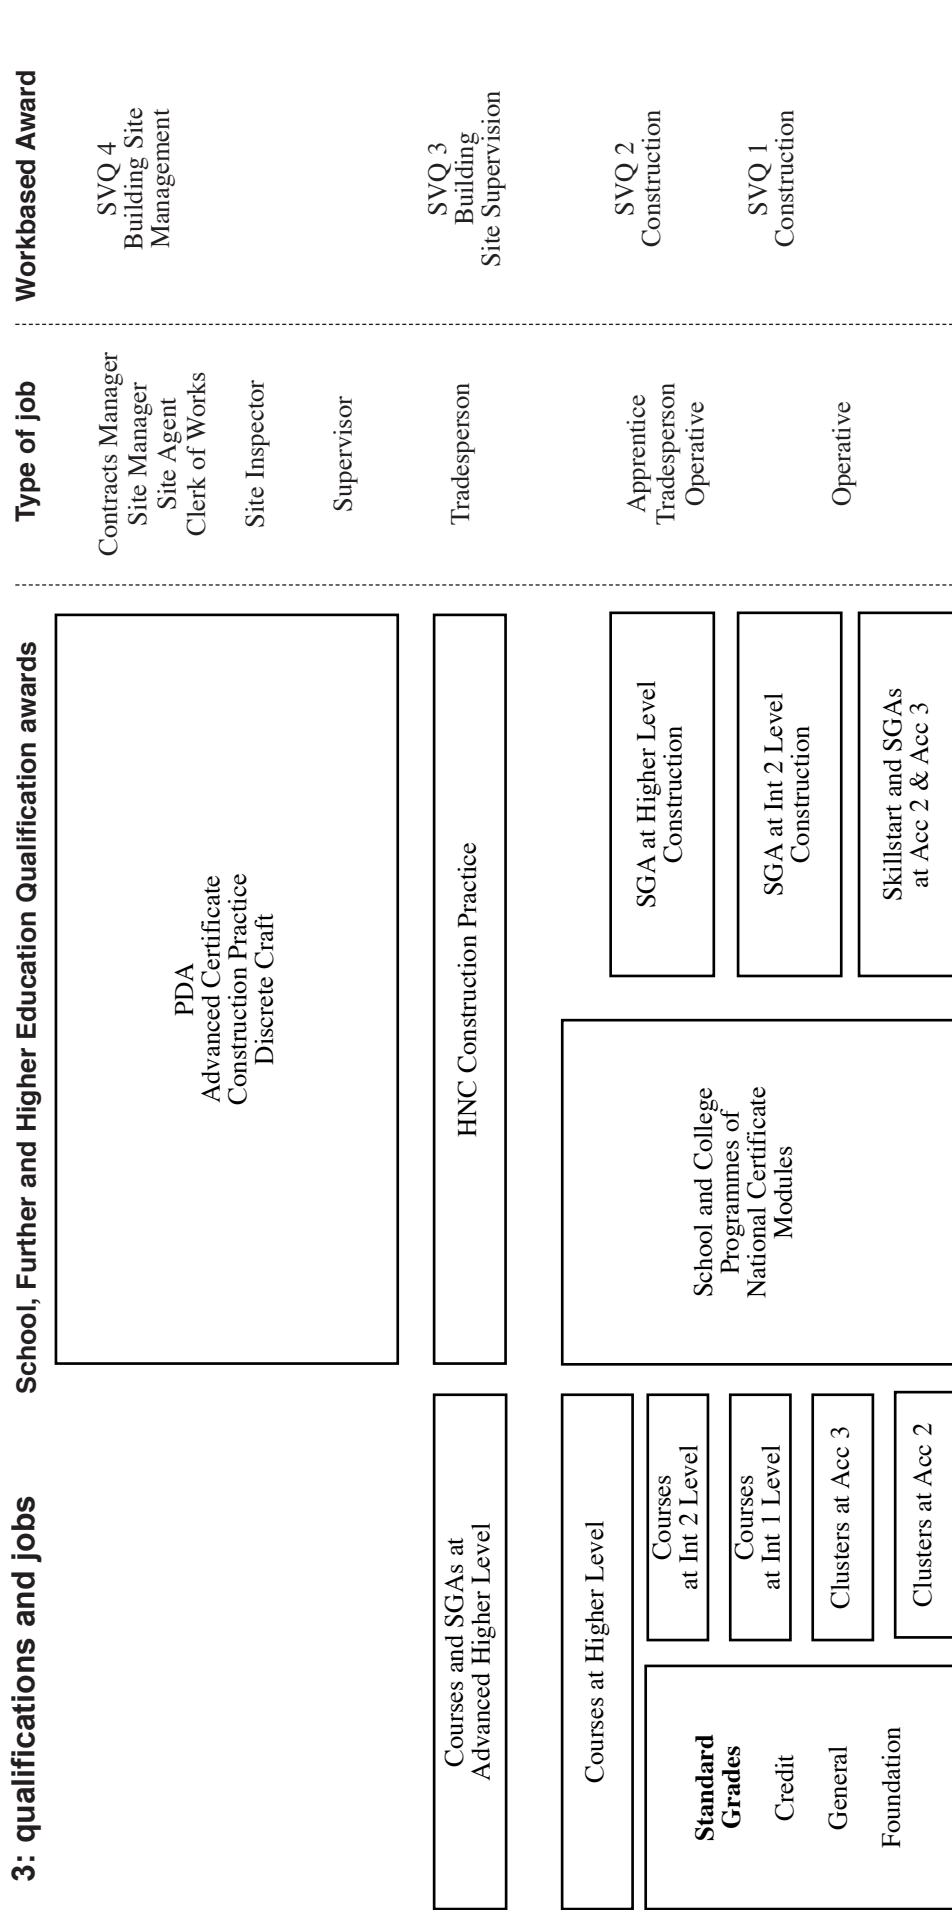 3: qualifications and jobs
School, Further and Higher Education Qualification awards
Type of job
Workbased Award
PDA
Advanced Certificate
Construction Practice
Discrete Craft
Contracts Manager
Site Manager
Site Agent
Clerk of Works
Site Inspector
Supervisor
SVQ 4
Building Site
Management
Courses and SGAs at
Advanced Higher Level
HNC Construction Practice
Tradesperson
SVQ 3
Building
Site Supervision
Courses at Higher Level
Standard
Grades
Credit
General
Foundation
Courses
at Int 2 Level
Courses
at Int 1 Level
Clusters at Acc 3
Clusters at Acc 2
School and College
Programmes of
National Certificate
Modules
SGA at Higher Level
Construction
SGA at Int 2 Level
Construction
Skillstart and SGAs
at Acc 2 & Acc 3
Apprentice
Tradesperson
Operative
Operative
SVQ 2
Construction
SVQ 1
Construction